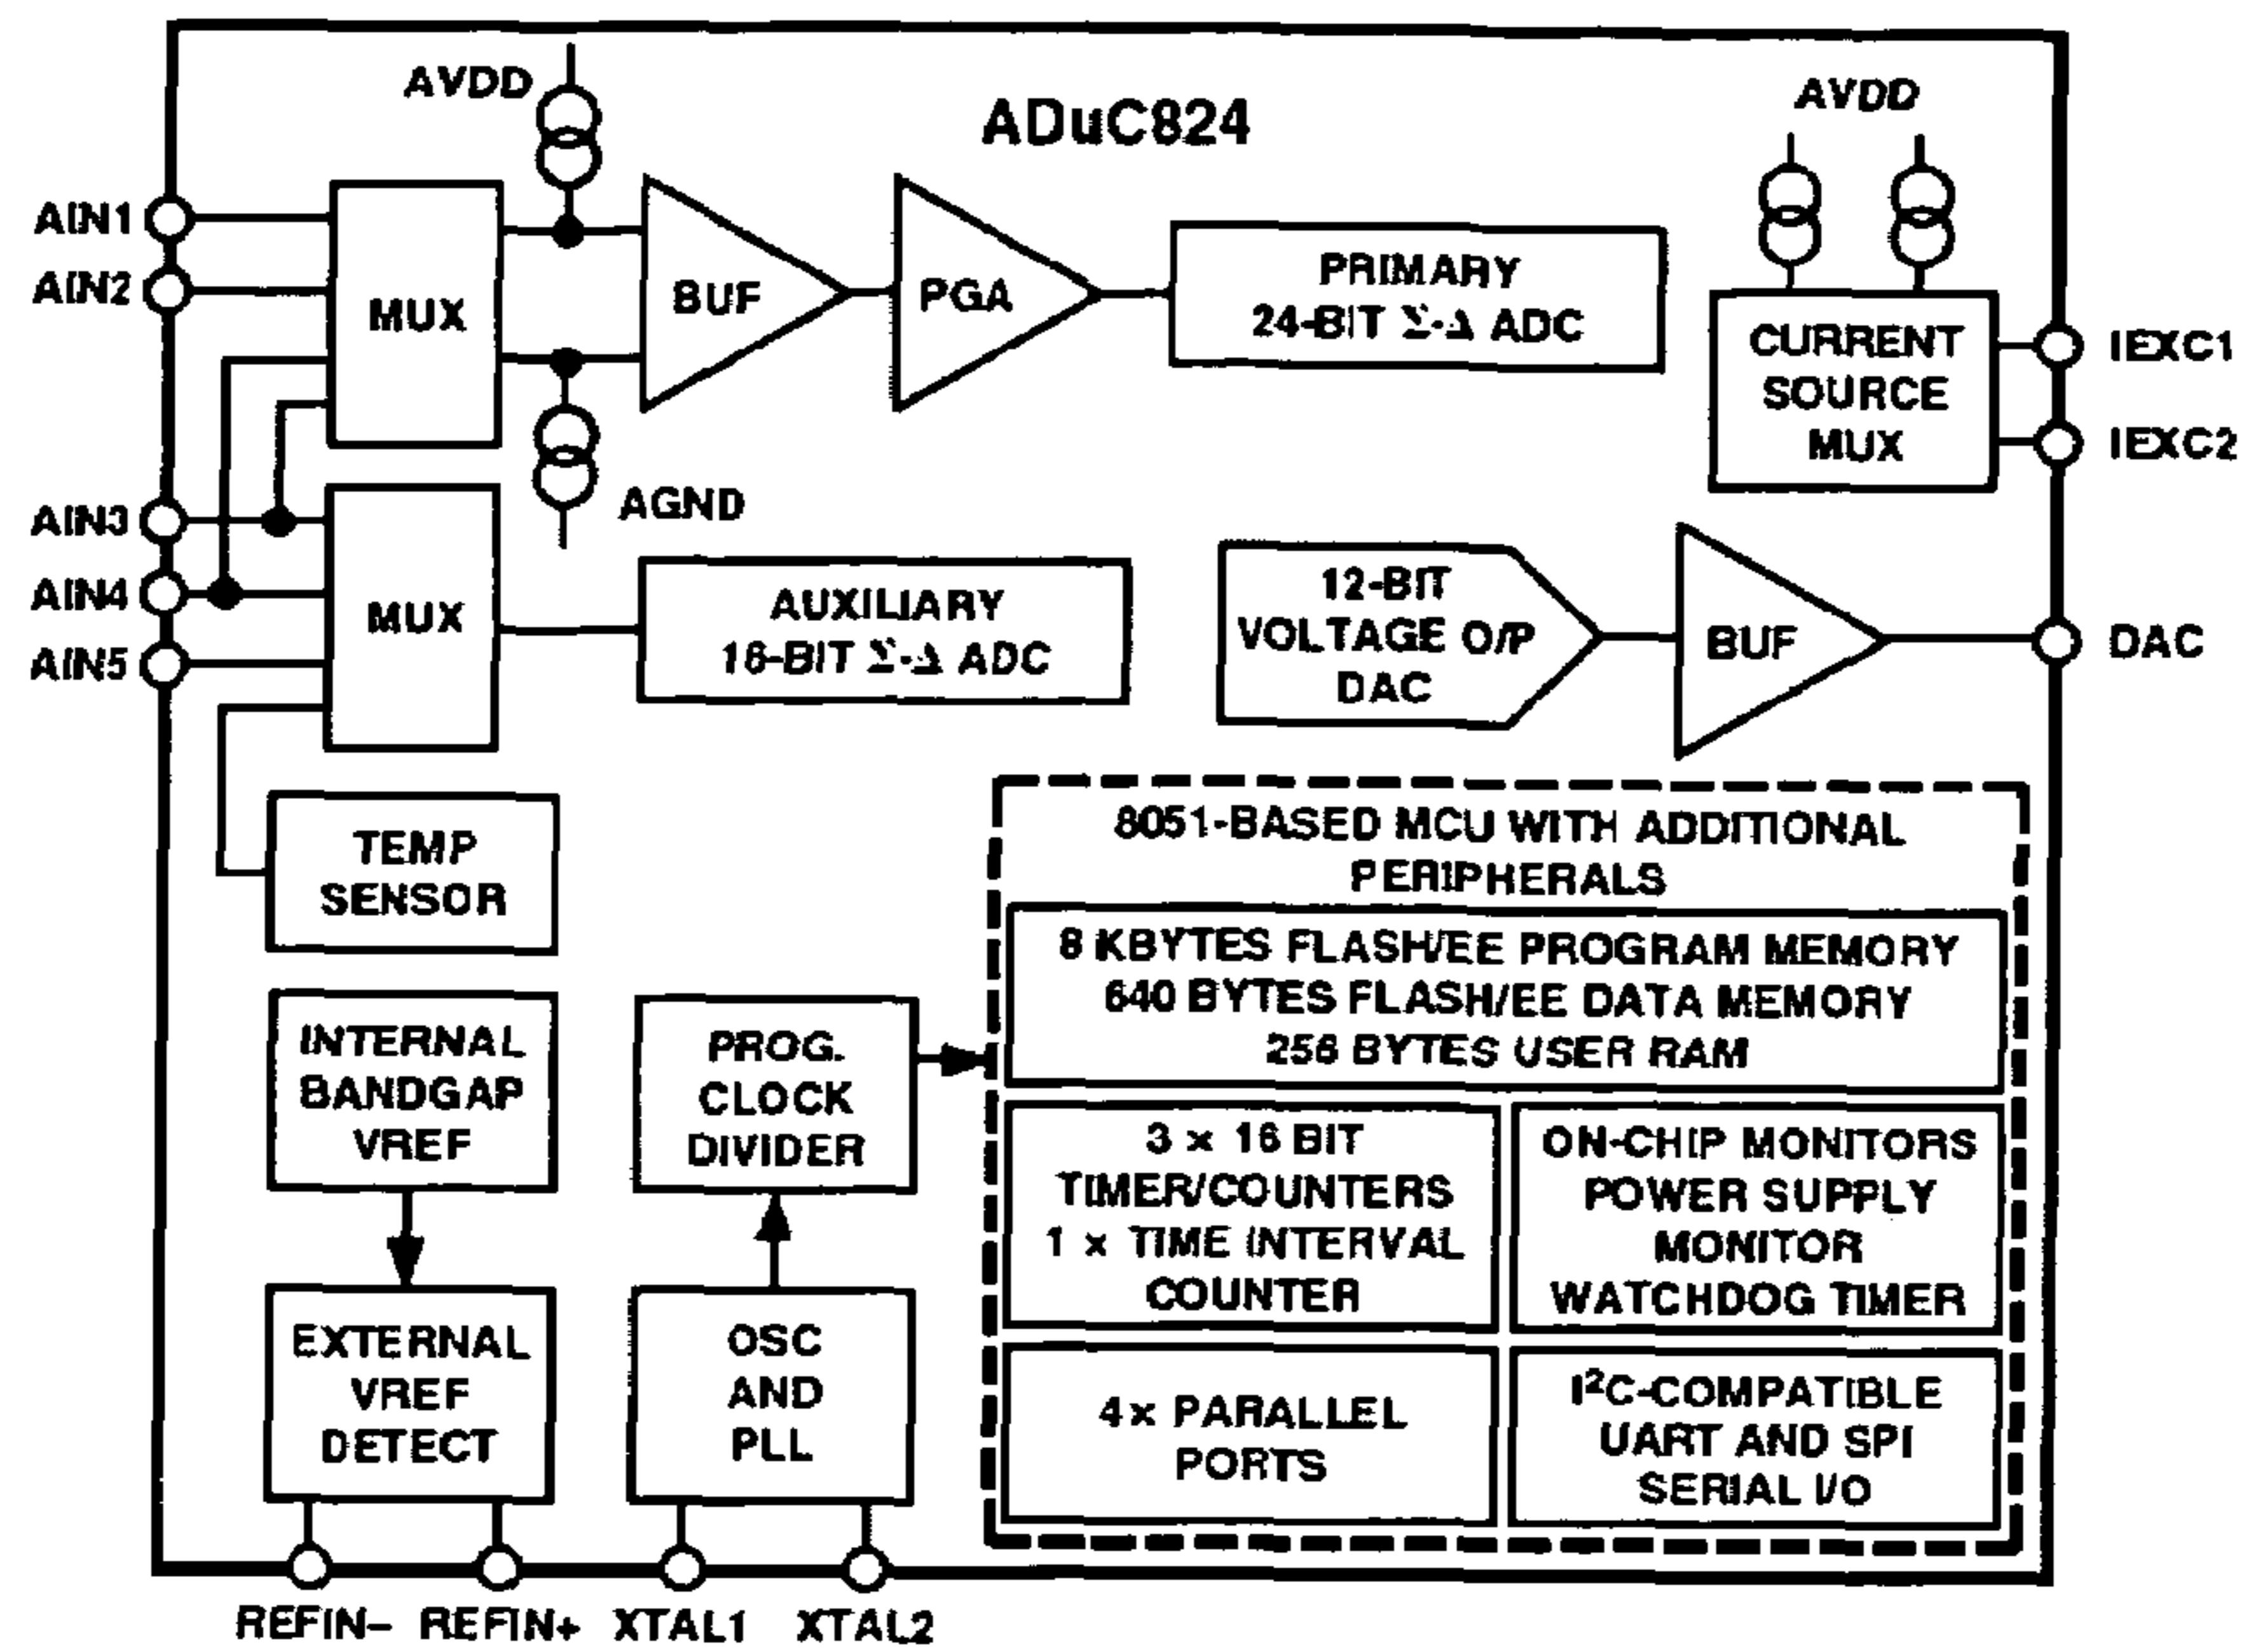 AVDD
ADuC824
AVDD
AIN1
AIN2
MUX
BUF
PGA
PRIMARY
24-BIT Σ-Δ ADC
CURRENT
SOURCE
MUX
IEXC1
IEXC2
AGND
AIN3
AIN4
AIN5
MUX
AUXILIARY
16-BIT Σ-Δ ADC
12-BIT
VOLTAGE O/P
DAC
BUF
DAC
TEMP
SENSOR
8051-BASED MCU WITH ADDITIONAL
PERIPHERALS
8 KBYTES FLASH/EE PROGRAM MEMORY
640 BYTES FLASH/EE DATA MEMORY
256 BYTES USER RAM
INTERNAL
BANDGAP
VREF
PROG.
CLOCK
DIVIDER
3 x 16 BIT
TIMER/COUNTERS
1 x TIME INTERVAL
COUNTER
ON-CHIP MONITORS
POWER SUPPLY
MONITOR
WATCHDOG TIMER
EXTERNAL
VREF
DETECT
OSC
AND
PLL
4x PARALLEL
PORTS
I²C-COMPATIBLE
UART AND SPI
SERIAL I/O
REFIN–
REFIN+
XTAL1
XTAL2